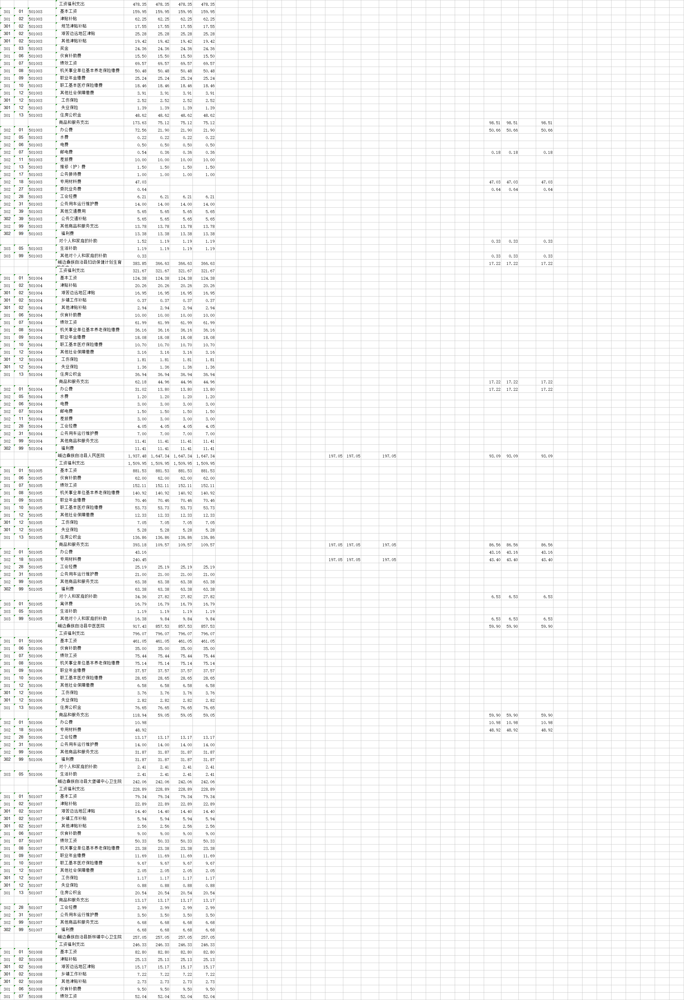 工资福利支出 478.35 478.35 478.35 478.35
301 01 501003 基本工资 159.95 159.95 159.95 159.95
301 02 501003 津贴补贴 62.25 62.25 62.25 62.25
301 02 501003 规范津贴补贴 17.55 17.55 17.55 17.55
301 02 501003 艰苦边远地区津贴 25.28 25.28 25.28 25.28
301 02 501003 其他津贴补贴 19.42 19.42 19.42 19.42
301 03 501003 奖金 24.36 24.36 24.36 24.36
301 06 501003 伙食补助费 15.50 15.50 15.50 15.50
301 07 501003 绩效工资 69.57 69.57 69.57 69.57
301 08 501003 机关事业单位基本养老保险缴费 50.48 50.48 50.48 50.48
301 09 501003 职业年金缴费 25.24 25.24 25.24 25.24
301 10 501003 职工基本医疗保险缴费 18.46 18.46 18.46 18.46
301 12 501003 其他社会保障缴费 3.91 3.91 3.91 3.91
301 12 501003 工伤保险 2.52 2.52 2.52 2.52
301 12 501003 失业保险 1.39 1.39 1.39 1.39
301 13 501003 住房公积金 48.62 48.62 48.62 48.62
商品和服务支出 173.63 75.12 75.12 75.12 98.51 98.51 98.51
302 01 501003 办公费 72.56 21.90 21.90 21.90 50.66 50.66 50.66
302 05 501003 水费 0.22 0.22 0.22 0.22
302 06 501003 电费 0.50 0.50 0.50 0.50
302 07 501003 邮电费 0.54 0.36 0.36 0.36 0.18 0.18 0.18
302 11 501003 差旅费 10.00 10.00 10.00 10.00
302 13 501003 维修（护）费 1.50 1.50 1.50 1.50
302 17 501003 公务接待费 1.00 1.00 1.00 1.00
302 18 501003 专用材料费 47.03 47.03 47.03 47.03
302 27 501003 委托业务费 0.64 0.64 0.64 0.64
302 28 501003 工会经费 6.21 6.21 6.21 6.21
302 31 501003 公务用车运行维护费 14.00 14.00 14.00 14.00
302 39 501003 其他交通费用 5.65 5.65 5.65 5.65
302 39 501003 公务交通补贴 5.65 5.65 5.65 5.65
302 99 501003 其他商品和服务支出 13.78 13.78 13.78 13.78
302 99 501003 福利费 13.38 13.38 13.38 13.38
对个人和家庭的补助 1.52 1.19 1.19 1.19 0.33 0.33 0.33
303 05 501003 生活补助 1.19 1.19 1.19 1.19
303 99 501003 其他对个人和家庭的补助 0.33 0.33 0.33 0.33
峨边彝族自治县妇幼保健计划生育 383.85 366.63 366.63 366.63 17.22 17.22 17.22
工资福利支出 321.67 321.67 321.67 321.67
301 01 501004 基本工资 124.38 124.38 124.38 124.38
301 02 501004 津贴补贴 20.26 20.26 20.26 20.26
301 02 501004 艰苦边远地区津贴 16.95 16.95 16.95 16.95
301 02 501004 乡镇工作补贴 0.37 0.37 0.37 0.37
301 02 501004 其他津贴补贴 2.94 2.94 2.94 2.94
301 06 501004 伙食补助费 10.00 10.00 10.00 10.00
301 07 501004 绩效工资 61.99 61.99 61.99 61.99
301 08 501004 机关事业单位基本养老保险缴费 36.16 36.16 36.16 36.16
301 09 501004 职业年金缴费 18.08 18.08 18.08 18.08
301 10 501004 职工基本医疗保险缴费 10.70 10.70 10.70 10.70
301 12 501004 其他社会保障缴费 3.16 3.16 3.16 3.16
301 12 501004 工伤保险 1.81 1.81 1.81 1.81
301 12 501004 失业保险 1.36 1.36 1.36 1.36
301 13 501004 住房公积金 36.94 36.94 36.94 36.94
商品和服务支出 62.18 44.96 44.96 44.96 17.22 17.22 17.22
302 01 501004 办公费 31.02 13.80 13.80 13.80 17.22 17.22 17.22
302 05 501004 水费 1.20 1.20 1.20 1.20
302 06 501004 电费 3.00 3.00 3.00 3.00
302 07 501004 邮电费 1.50 1.50 1.50 1.50
302 11 501004 差旅费 3.00 3.00 3.00 3.00
302 28 501004 工会经费 4.05 4.05 4.05 4.05
302 31 501004 公务用车运行维护费 7.00 7.00 7.00 7.00
302 99 501004 其他商品和服务支出 11.41 11.41 11.41 11.41
302 99 501004 福利费 11.41 11.41 11.41 11.41
峨边彝族自治县人民医院 1,937.48 1,647.34 1,647.34 1,647.34 197.05 197.05 197.05 93.09 93.09 93.09
工资福利支出 1,509.95 1,509.95 1,509.95 1,509.95
301 01 501005 基本工资 881.53 881.53 881.53 881.53
301 06 501005 伙食补助费 62.00 62.00 62.00 62.00
301 07 501005 绩效工资 152.11 152.11 152.11 152.11
301 08 501005 机关事业单位基本养老保险缴费 140.92 140.92 140.92 140.92
301 09 501005 职业年金缴费 70.46 70.46 70.46 70.46
301 10 501005 职工基本医疗保险缴费 53.73 53.73 53.73 53.73
301 12 501005 其他社会保障缴费 12.33 12.33 12.33 12.33
301 12 501005 工伤保险 7.05 7.05 7.05 7.05
301 12 501005 失业保险 5.28 5.28 5.28 5.28
301 13 501005 住房公积金 136.86 136.86 136.86 136.86
商品和服务支出 393.18 109.57 109.57 109.57 197.05 197.05 197.05 86.56 86.56 86.56
302 01 501005 办公费 43.16 43.16 43.16 43.16
302 18 501005 专用材料费 240.45 197.05 197.05 197.05 43.40 43.40 43.40
302 28 501005 工会经费 25.19 25.19 25.19 25.19
302 31 501005 公务用车运行维护费 21.00 21.00 21.00 21.00
302 99 501005 其他商品和服务支出 63.38 63.38 63.38 63.38
302 99 501005 福利费 63.38 63.38 63.38 63.38
对个人和家庭的补助 34.36 27.82 27.82 27.82 6.53 6.53 6.53
303 01 501005 离休费 16.79 16.79 16.79 16.79
303 05 501005 生活补助 1.19 1.19 1.19 1.19
303 99 501005 其他对个人和家庭的补助 16.38 9.84 9.84 9.84 6.53 6.53 6.53
峨边彝族自治县中医医院 917.43 857.53 857.53 857.53 59.90 59.90 59.90
工资福利支出 796.07 796.07 796.07 796.07
301 01 501006 基本工资 461.05 461.05 461.05 461.05
301 06 501006 伙食补助费 35.00 35.00 35.00 35.00
301 07 501006 绩效工资 75.44 75.44 75.44 75.44
301 08 501006 机关事业单位基本养老保险缴费 75.14 75.14 75.14 75.14
301 09 501006 职业年金缴费 37.57 37.57 37.57 37.57
301 10 501006 职工基本医疗保险缴费 28.65 28.65 28.65 28.65
301 12 501006 其他社会保障缴费 6.58 6.58 6.58 6.58
301 12 501006 工伤保险 3.76 3.76 3.76 3.76
301 12 501006 失业保险 2.82 2.82 2.82 2.82
301 13 501006 住房公积金 76.65 76.65 76.65 76.65
商品和服务支出 118.94 59.05 59.05 59.05 59.90 59.90 59.90
302 01 501006 办公费 10.98 10.98 10.98 10.98
302 18 501006 专用材料费 48.92 48.92 48.92 48.92
302 28 501006 工会经费 13.17 13.17 13.17 13.17
302 31 501006 公务用车运行维护费 14.00 14.00 14.00 14.00
302 99 501006 其他商品和服务支出 31.87 31.87 31.87 31.87
302 99 501006 福利费 31.87 31.87 31.87 31.87
对个人和家庭的补助 2.41 2.41 2.41 2.41
303 05 501006 生活补助 2.41 2.41 2.41 2.41
峨边彝族自治县大堡镇中心卫生院 242.06 242.06 242.06 242.06
工资福利支出 228.89 228.89 228.89 228.89
301 01 501007 基本工资 79.34 79.34 79.34 79.34
301 02 501007 津贴补贴 22.89 22.89 22.89 22.89
301 02 501007 艰苦边远地区津贴 14.40 14.40 14.40 14.40
301 02 501007 乡镇工作补贴 5.94 5.94 5.94 5.94
301 02 501007 其他津贴补贴 2.56 2.56 2.56 2.56
301 06 501007 伙食补助费 9.00 9.00 9.00 9.00
301 07 501007 绩效工资 50.33 50.33 50.33 50.33
301 08 501007 机关事业单位基本养老保险缴费 23.38 23.38 23.38 23.38
301 09 501007 职业年金缴费 11.69 11.69 11.69 11.69
301 10 501007 职工基本医疗保险缴费 9.67 9.67 9.67 9.67
301 12 501007 其他社会保障缴费 2.05 2.05 2.05 2.05
301 12 501007 工伤保险 1.17 1.17 1.17 1.17
301 12 501007 失业保险 0.88 0.88 0.88 0.88
301 13 501007 住房公积金 20.54 20.54 20.54 20.54
商品和服务支出 13.17 13.17 13.17 13.17
302 28 501007 工会经费 2.99 2.99 2.99 2.99
302 31 501007 公务用车运行维护费 3.50 3.50 3.50 3.50
302 99 501007 其他商品和服务支出 6.68 6.68 6.68 6.68
302 99 501007 福利费 6.68 6.68 6.68 6.68
峨边彝族自治县新林镇中心卫生院 257.05 257.05 257.05 257.05
工资福利支出 246.33 246.33 246.33 246.33
301 01 501008 基本工资 82.80 82.80 82.80 82.80
301 02 501008 津贴补贴 25.13 25.13 25.13 25.13
301 02 501008 艰苦边远地区津贴 15.17 15.17 15.17 15.17
301 02 501008 乡镇工作补贴 7.22 7.22 7.22 7.22
301 02 501008 其他津贴补贴 2.73 2.73 2.73 2.73
301 06 501008 伙食补助费 9.50 9.50 9.50 9.50
301 07 501008 绩效工资 52.04 52.04 52.04 52.04